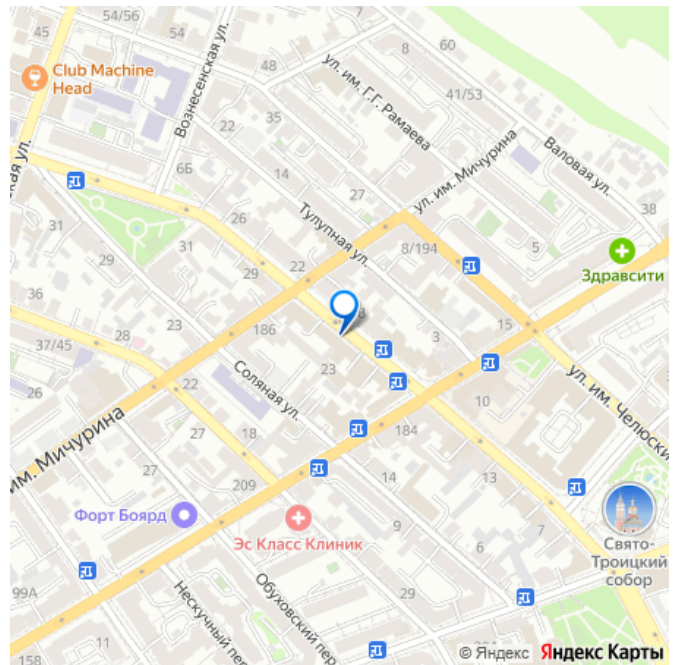 54/56
54
54
7
8
60
Вознесенская ул.
48
ул. им. Г.Г. Рамаева
Club Machine
Head
41/53
22
35
Валовая ул.
6Б
14
27
ул. им. Мичурина
38
31
26
Тулупная ул.
8/194
5
31
29
22
Здравсити
36
29
8
15
28
23
186
3
37/45
23
Соляная ул.
ул. им. Челюски
26
22
10
им. Мичурина
27
18
184
27
209
14
13
Форт Боярд
Эс Класс Клиник
9
7
Свято-
Троицкий
собор
6
99А
Обуховский пер
29
Нескучный пер
11
158
© Яндекс Яндекс Карты